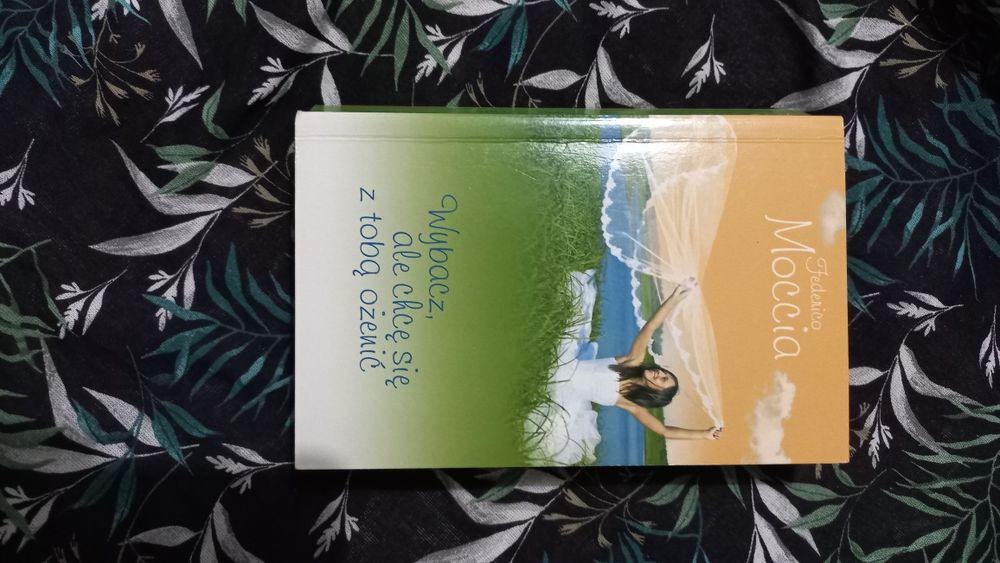 Federico
Moccia
Wybacz,
ale chcę się
z tobą ożenić